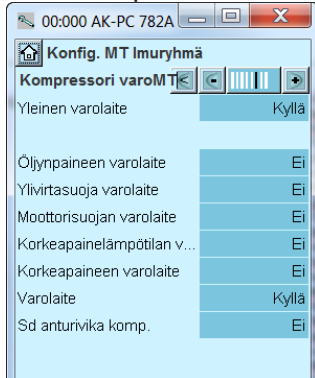 00:000 AK-PC 782A
Konfig. MT Imuryhmä
Kompressori varoMT
Yleinen varolaite Kyllä
Öljynpaineen varolaite Ei
Ylivirtasuoja varolaite Ei
Moottorisuojan varolaite Ei
Korkeapainelämpötilan v... Ei
Korkeapaineen varolaite Ei
Varolaite Kyllä
Sd anturivika komp. Ei